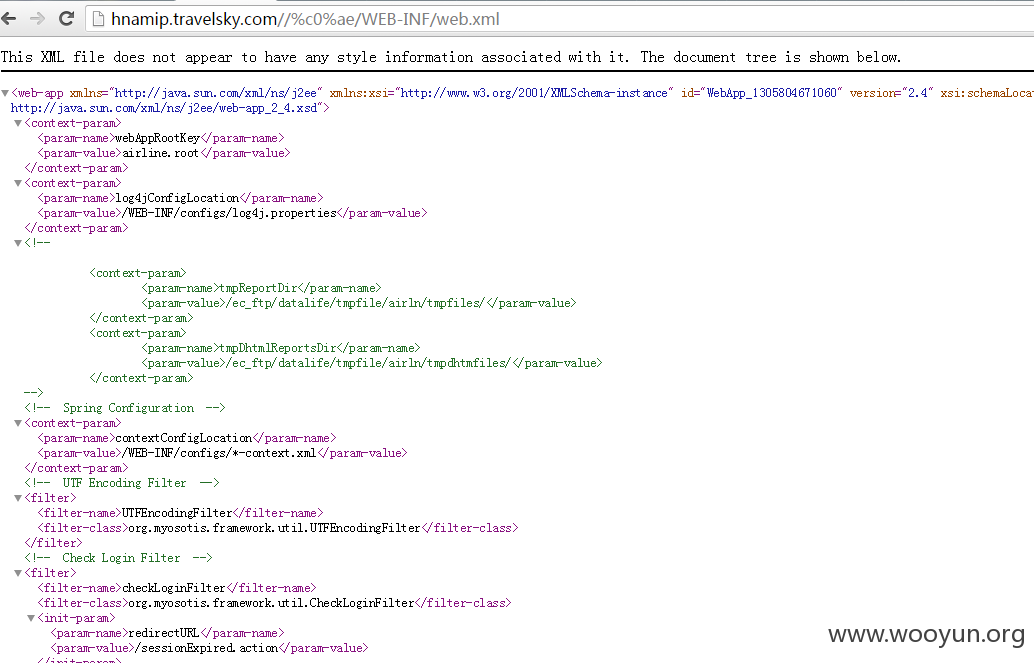 hnamip.travelsky.com//%c0%ae/WEB-INF/web.xml
This XML file does not appear to have any style information associated with it. The document tree is shown below.
<web-app xmlns="http://java.sun.com/xml/ns/j2ee" xmlns:xsi="http://www.w3.org/2001/XMLSchema-instance" id="WebApp_1305804671060" version="2.4" xsi:schemaLoca
http://java.sun.com/xml/ns/j2ee/web-app_2_4.xsd">
<context-param>
<param-name>webAppRootKey</param-name>
<param-value>airline.root</param-value>
</context-param>
<context-param>
<param-name>log4jConfigLocation</param-name>
<param-value>/WEB-INF/configs/log4j.properties</param-value>
</context-param>
<!--
<context-param>
<param-name>tmpReportDir</param-name>
<param-value>/ec_ftp/datalife/tmpfile/airln/tmpfiles/</param-value>
</context-param>
<context-param>
<param-name>tmpDhtmlReportsDir</param-name>
<param-value>/ec_ftp/datalife/tmpfile/airln/tmpdhtmfiles/</param-value>
</context-param>
-->
<!-- Spring Configuration -->
<context-param>
<param-name>contextConfigLocation</param-name>
<param-value>/WEB-INF/configs/*-context.xml</param-value>
</context-param>
<!-- UTF Encoding Filter -->
<filter>
<filter-name>UTFEncodingFilter</filter-name>
<filter-class>org.myosotis.framework.util.UTFEncodingFilter</filter-class>
</filter>
<!-- Check Login Filter -->
<filter>
<filter-name>checkLoginFilter</filter-name>
<filter-class>org.myosotis.framework.util.CheckLoginFilter</filter-class>
<init-param>
<param-name>redirectURL</param-name>
<param-value>/sessionExpired.action</param-value>
</init-param>
www.wooyun.org